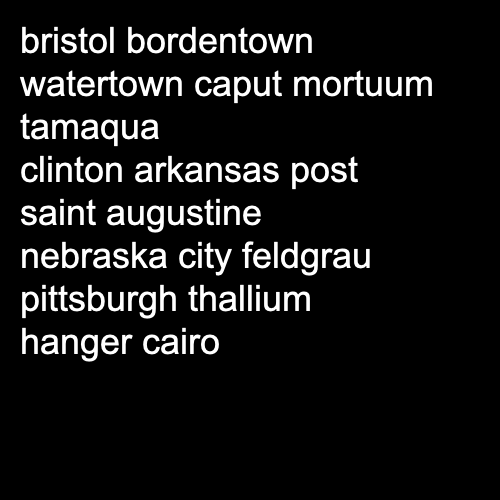 bristol bordentown
watertown caput mortuum
tamaqua
clinton arkansas post
saint augustine
nebraska city feldgrau
pittsburgh thallium
hanger cairo